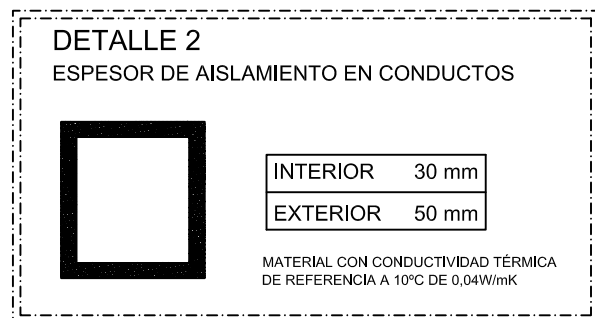 DETALLE 2
ESPESOR DE AISLAMIENTO EN CONDUCTOS
INTERIOR 30 mm
EXTERIOR 50 mm
MATERIAL CON CONDUCTIVIDAD TÉRMICA
DE REFERENCIA A 10ºC DE 0,04W/mK